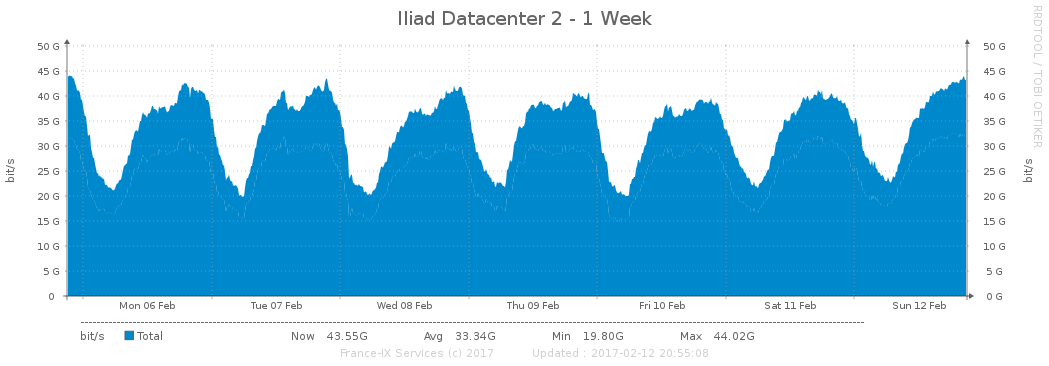 Iliad Datacenter 2 - 1 Week
RRDTOOL / TOBI OETIKER
50 G 50 G
45 G 45 G
40 G 40 G
35 G 35 G
30 G 30 G
25 G 25 G
20 G 20 G
15 G 15 G
10 G 10 G
5 G 5 G
0 0 G
bit/s bit/s
Mon 06 Feb Tue 07 Feb Wed 08 Feb Thu 09 Feb Fri 10 Feb Sat 11 Feb Sun 12 Feb
bit/s Total Now 43.55G Avg 33.34G Min 19.80G Max 44.02G
France-IX Services (c) 2017 Updated : 2017-02-12 20:55:08